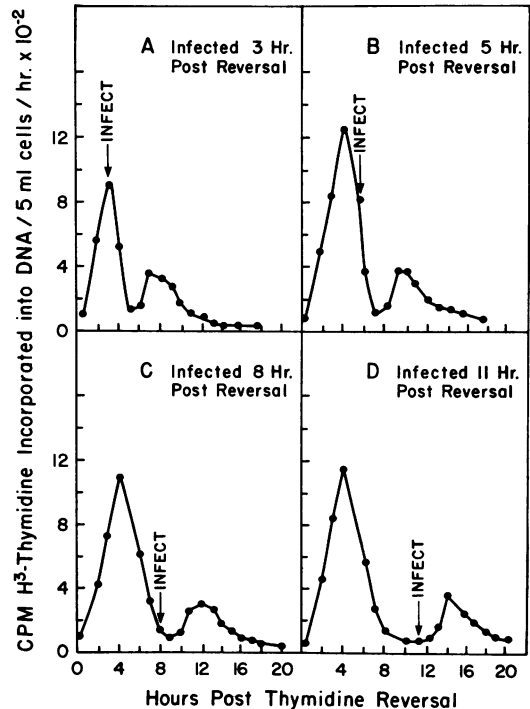 CPM H³-Thymidine Incorporated into DNA/5 ml cells/hr. x 10⁻²
A Infected 3 Hr.
Post Reversal
INFECT
12
8
4
0
B Infected 5 Hr.
Post Reversal
INFECT
C Infected 8 Hr.
Post Reversal
INFECT
12
8
4
0
0 4 8 12 16 20
D Infected 11 Hr.
Post Reversal
INFECT
4 8 12 16 20
Hours Post Thymidine Reversal